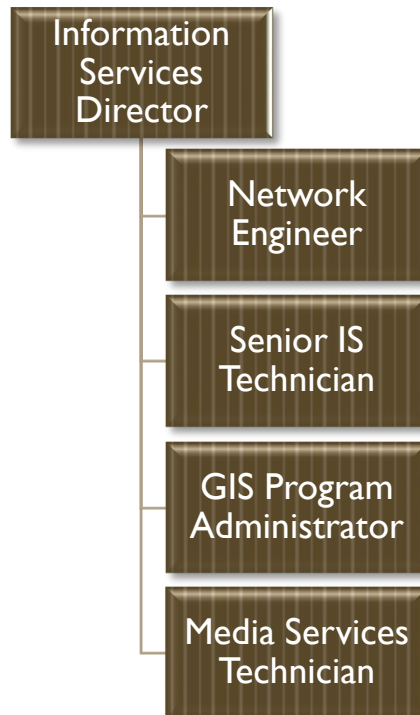 Information
Services
Director
Network
Engineer
Senior IS
Technician
GIS Program
Administrator
Media Services
Technician